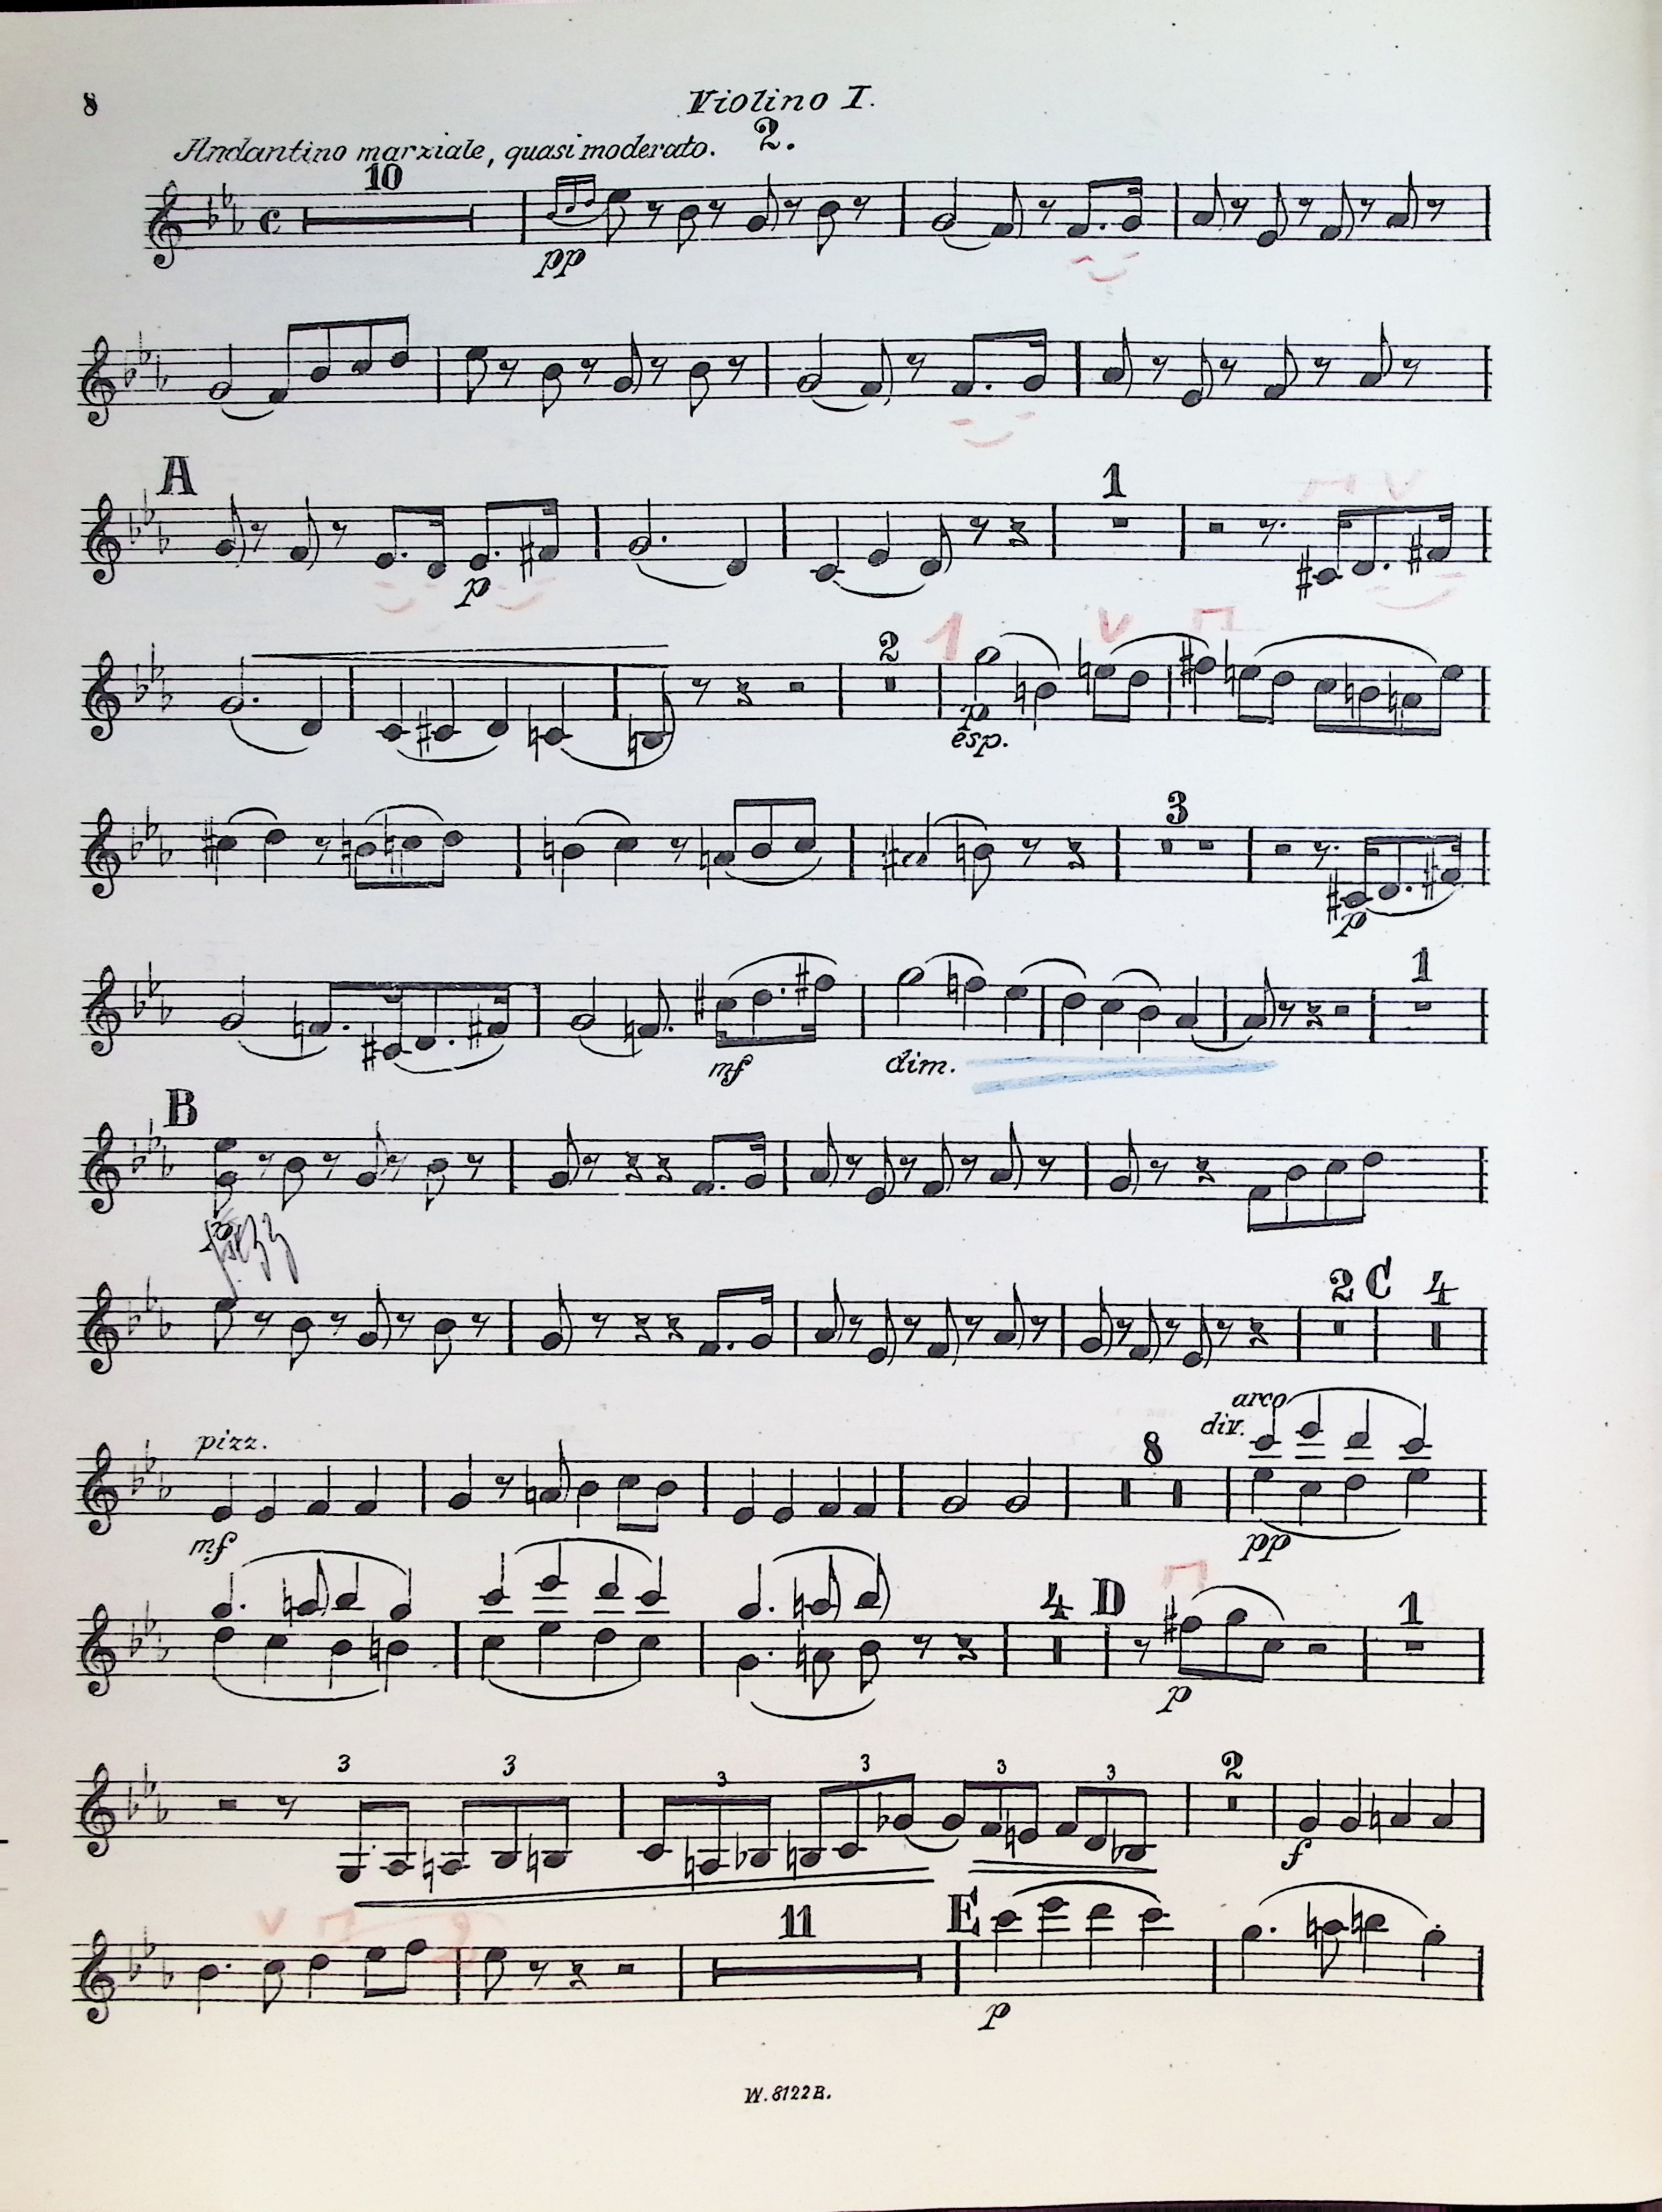 8
Violino I.
2.
Andantino marziale, quasi moderato.
10
pp
A
1
p
2
1
p
esp.
3
p
1
mf
dim.
B
pizz
2 C 4
pizz.
arco
div.
8
mf
pp
4 D
1
p
3 3 3 3 3 3 2
f
11
E
p
W. 8122 B.